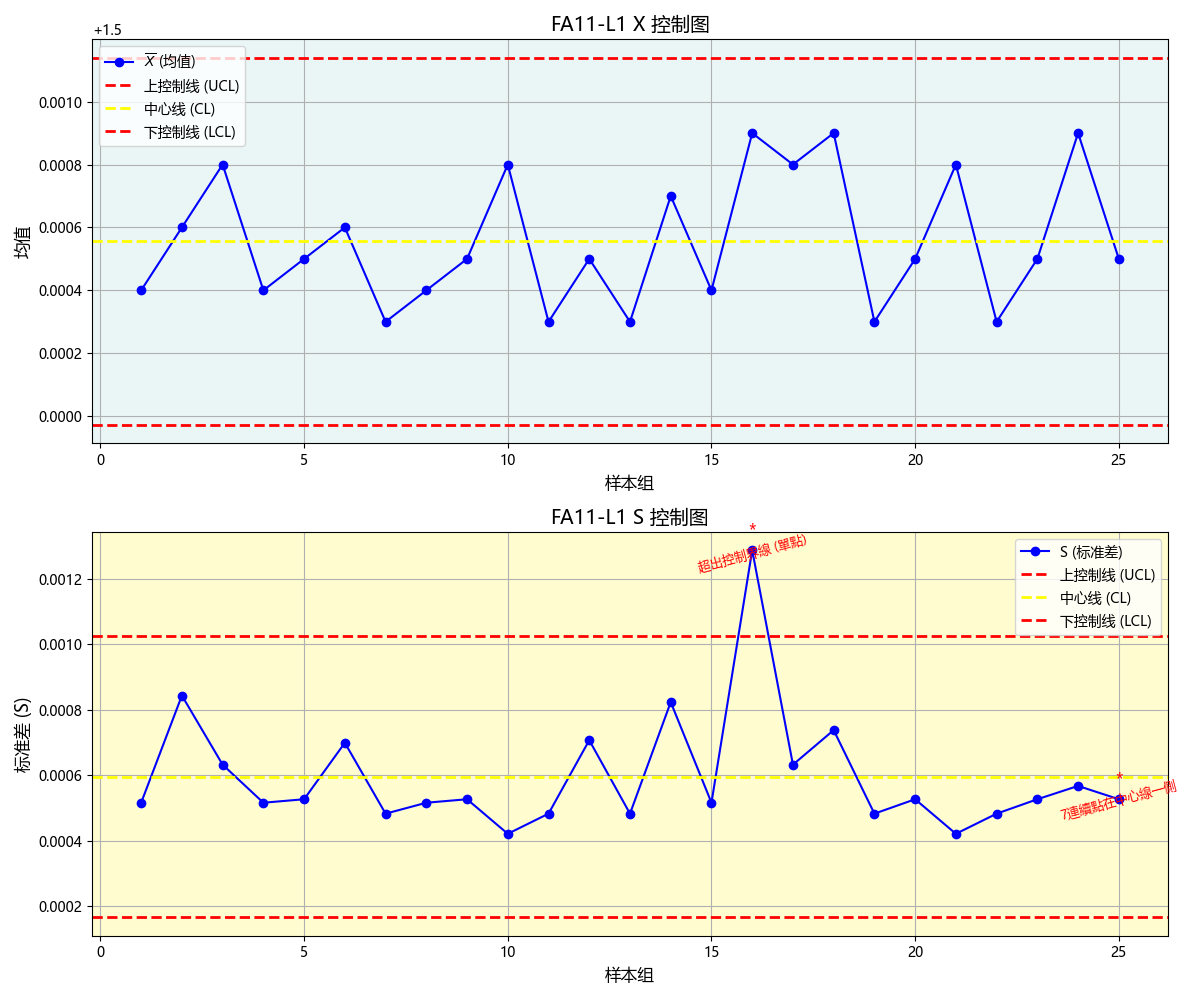 FA11-L1 X 控制图
+1.5
X (均值)
上控制线 (UCL)
中心线 (CL)
下控制线 (LCL)
均值
0.0010
0.0008
0.0006
0.0004
0.0002
0.0000
0 5 10 15 20 25
样本组
FA11-L1 S 控制图
*
超出控制界線 (單點)
S (标准差)
上控制线 (UCL)
中心线 (CL)
下控制线 (LCL)
标准差 (S)
0.0012
0.0010
0.0008
0.0006
0.0004
0.0002
*
7連續點在中心線一側
0 5 10 15 20 25
样本组